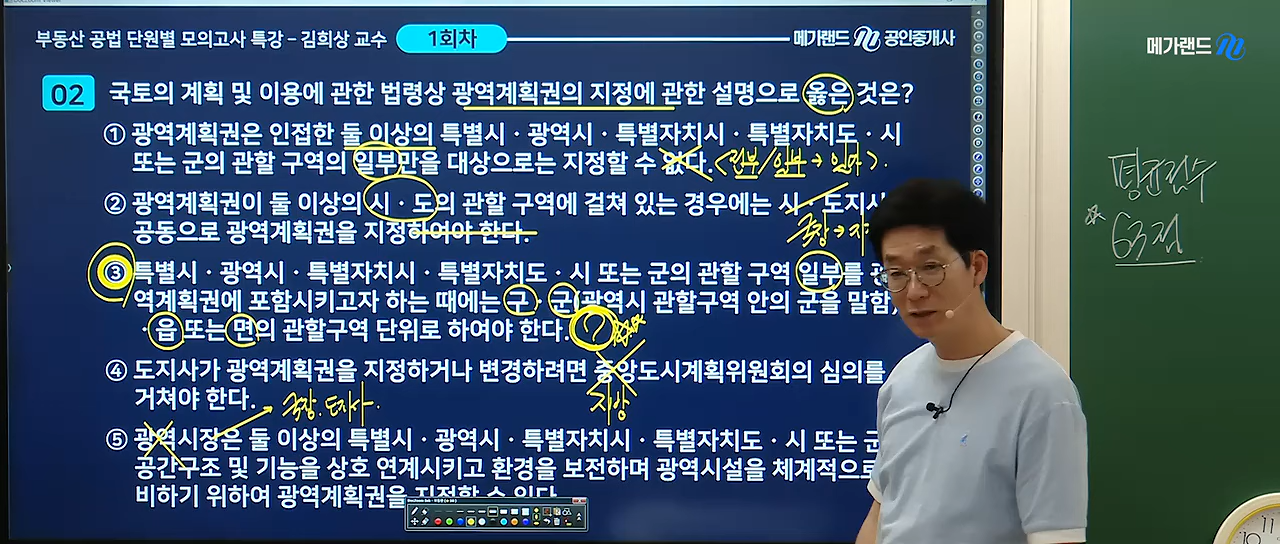 부동산 공법 단원별 모의고사 특강 – 김희상 교수
1회차
메가랜드 공인중개사
메가랜드
02 국토의 계획 및 이용에 관한 법령상 광역계획권의 지정에 관한 설명으로 옳은 것은?
① 광역계획권은 인접한 둘 이상의 특별시·광역시·특별자치시·특별자치도·시
또는 군의 관할 구역의 일부만을 대상으로는 지정할 수 없다.
<전부/일부→
② 광역계획권이 둘 이상의 시·도의 관할 구역에 걸쳐 있는 경우에는 시·도지사
공동으로 광역계획권을 지정하여야 한다.
국장→지
③ 특별시·광역시·특별자치시·특별자치도·시 또는 군의 관할 구역 일부를 광
역계획권에 포함시키고자 하는 때에는 구·군(광역시 관할구역 안의 군을 말함)
·읍 또는 면의 관할구역 단위로 하여야 한다.
?
④ 도지사가 광역계획권을 지정하거나 변경하려면 중앙도시계획위원회의 심의를
거쳐야 한다.
국장·도지사.
지방
⑤ 광역시장은 둘 이상의 특별시·광역시·특별자치시·특별자치도·시 또는 군
공간구조 및 기능을 상호 연계시키고 환경을 보전하며 광역시설을 체계적으로
비하기 위하여 광역계획권을 지정할 수 있다.
평균점수
63점
10 11